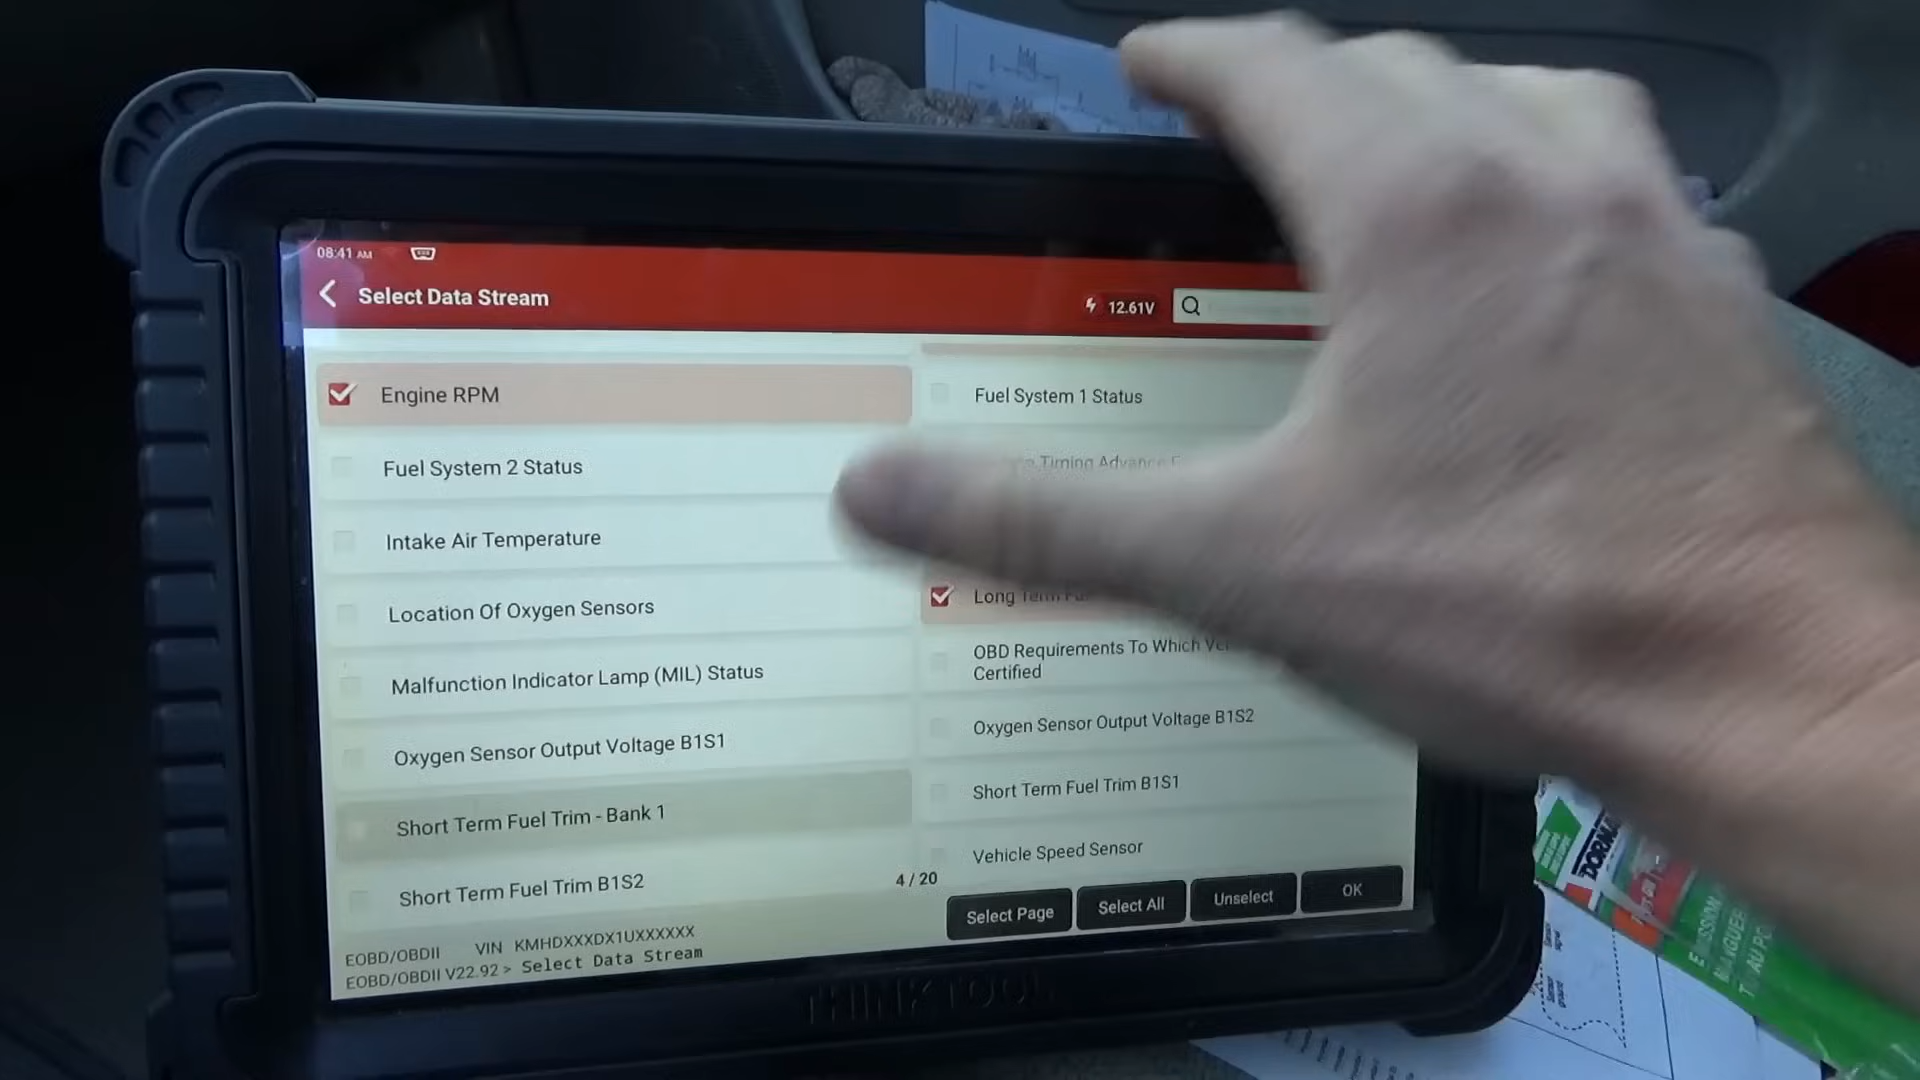 08:41 AM
Select Data Stream
12.61V
Engine RPM
Fuel System 1 Status
Fuel System 2 Status
Timing Advance
Intake Air Temperature
Location Of Oxygen Sensors
Long Term
Malfunction Indicator Lamp (MIL) Status
OBD Requirements To Which
Certified
Oxygen Sensor Output Voltage B1S1
Oxygen Sensor Output Voltage B1S2
Short Term Fuel Trim - Bank 1
Short Term Fuel Trim B1S1
Short Term Fuel Trim B1S2
Vehicle Speed Sensor
4 / 20
Select Page
Select All
Unselect
OK
EOBD/OBDII VIN KMHDXXXDX1UXXXXXX
EOBD/OBDII V22.92 > Select Data Stream
THINKTOOL
Sensor
ground